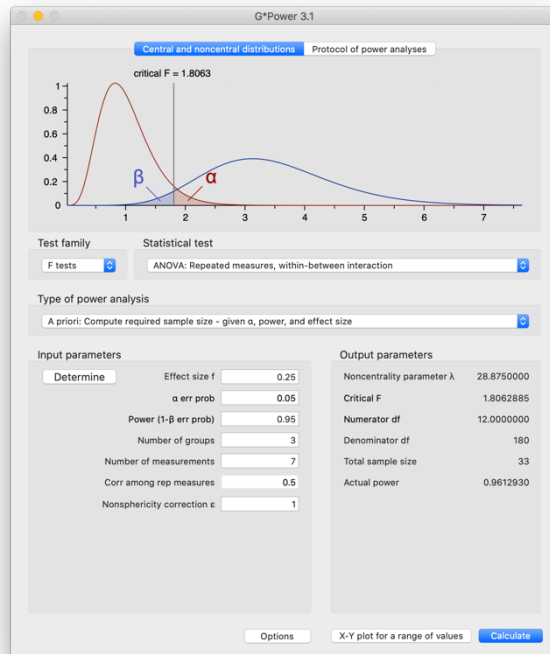 G*Power 3.1
Central and noncentral distributions Protocol of power analyses
critical F = 1.8063
1
0.8
0.6
0.4
0.2
0
β
α
1 2 3 4 5 6 7
Test family Statistical test
F tests ANOVA: Repeated measures, within-between interaction
Type of power analysis
A priori: Compute required sample size - given α, power, and effect size
Input parameters Output parameters
Determine Effect size f 0.25 Noncentrality parameter λ 28.8750000
α err prob 0.05 Critical F 1.8062885
Power (1-β err prob) 0.95 Numerator df 12.0000000
Number of groups 3 Denominator df 180
Number of measurements 7 Total sample size 33
Corr among rep measures 0.5 Actual power 0.9612930
Nonsphericity correction ε 1
Options X-Y plot for a range of values Calculate